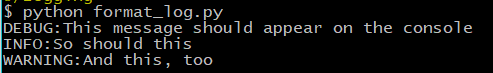 $ python format_log.py
DEBUG:This message should appear on the console
INFO:So should this
WARNING:And this, too